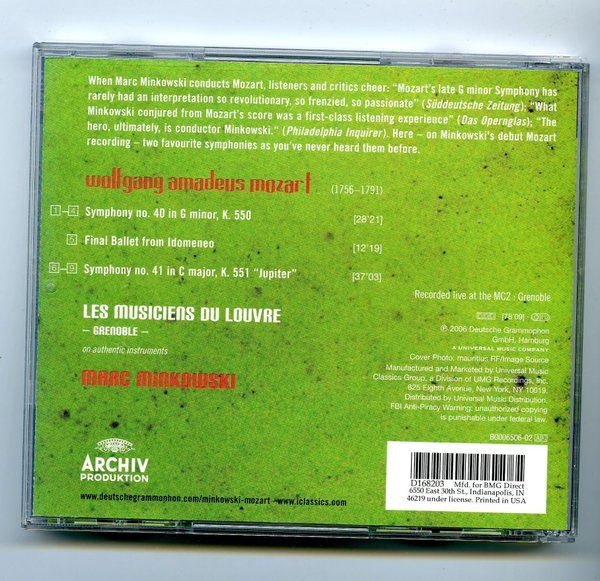 When Marc Minkowski conducts Mozart, listeners and critics cheer: “Mozart's late G minor Symphony has
rarely had an interpretation so revolutionary, so frenzied, so passionate” (Süddeutsche Zeitung). “What
Minkowski conjured from Mozart's score was a first-class listening experience” (Das Opernglas); “The
hero, ultimately, is conductor Minkowski.“ (Philadelphia Inquirer). Here – on Minkowski's debut Mozart
recording – two favourite symphonies as you've never heard them before.
wolfgang amadeus mozart (1756–1791)
1–4 Symphony no. 40 in G minor, K. 550 [28'21]
5 Final Ballet from Idomeneo [12'19]
6–9 Symphony no. 41 in C major, K. 551 “Jupiter” [37'03]
LES MUSICIENS DU LOUVRE
– GRENOBLE –
on authentic instruments
MARC MINKOWSKI
Recorded live at the MC2 : Grenoble
[78'09]
℗ 2006 Deutsche Grammophon
GmbH, Hamburg
A UNIVERSAL MUSIC COMPANY
Cover Photo: mauritius RF/Image Source
Manufactured and Marketed by Universal Music
Classics Group, a Division of UMG Recordings, Inc.
825 Eighth Avenue, New York, NY 10019.
Distributed by Universal Music Distribution.
FBI Anti-Piracy Warning: unauthorized copying
is punishable under federal law.
B0006506-02
ARCHIV
PRODUKTION
www.deutschegrammophon.com/minkowski-mozart – www.iclassics.com
D168203 Mfd. for BMG Direct
6550 East 30th St., Indianapolis, IN
46219 under license. Printed in USA